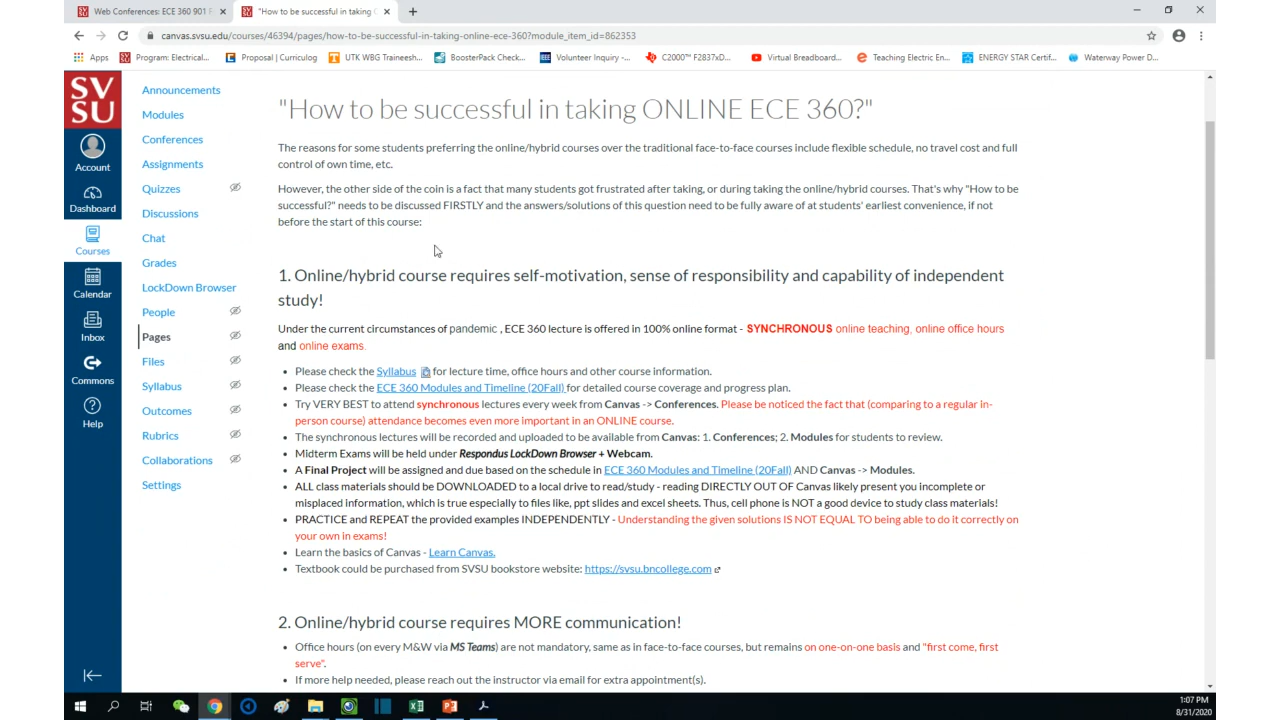 Web Conferences: ECE 360 901
"How to be successful in taking
canvas.svsu.edu/courses/46394/pages/how-to-be-successful-in-taking-online-ece-360?module_item_id=862353
Apps
Program: Electrical...
Proposal | Curriculog
UTK WBG Traineesh...
BoosterPack Check...
Volunteer Inquiry -...
C2000™ F2837xD...
Virtual Breadboard...
Teaching Electric En...
ENERGY STAR Certif...
Waterway Power D...
SV
SU
Account
Dashboard
Courses
Calendar
Inbox
Commons
Help
Announcements
Modules
Conferences
Assignments
Quizzes
Discussions
Chat
Grades
LockDown Browser
People
Pages
Files
Syllabus
Outcomes
Rubrics
Collaborations
Settings
"How to be successful in taking ONLINE ECE 360?"
The reasons for some students preferring the online/hybrid courses over the traditional face-to-face courses include flexible schedule, no travel cost and full
control of own time, etc.
However, the other side of the coin is a fact that many students got frustrated after taking, or during taking the online/hybrid courses. That's why "How to be
successful?" needs to be discussed FIRSTLY and the answers/solutions of this question need to be fully aware of at students' earliest convenience, if not
before the start of this course:
1. Online/hybrid course requires self-motivation, sense of responsibility and capability of independent
study!
Under the current circumstances of pandemic , ECE 360 lecture is offered in 100% online format - SYNCHRONOUS online teaching, online office hours
and online exams.
Please check the Syllabus for lecture time, office hours and other course information.
Please check the ECE 360 Modules and Timeline (20Fall) for detailed course coverage and progress plan.
Try VERY BEST to attend synchronous lectures every week from Canvas -> Conferences. Please be noticed the fact that (comparing to a regular in-
person course) attendance becomes even more important in an ONLINE course.
The synchronous lectures will be recorded and uploaded to be available from Canvas: 1. Conferences; 2. Modules for students to review.
Midterm Exams will be held under Respondus LockDown Browser + Webcam.
A Final Project will be assigned and due based on the schedule in ECE 360 Modules and Timeline (20Fall) AND Canvas -> Modules.
ALL class materials should be DOWNLOADED to a local drive to read/study - reading DIRECTLY OUT OF Canvas likely present you incomplete or
misplaced information, which is true especially to files like, ppt slides and excel sheets. Thus, cell phone is NOT a good device to study class materials!
PRACTICE and REPEAT the provided examples INDEPENDENTLY - Understanding the given solutions IS NOT EQUAL TO being able to do it correctly on
your own in exams!
Learn the basics of Canvas - Learn Canvas.
Textbook could be purchased from SVSU bookstore website: https://svsu.bncollege.com
2. Online/hybrid course requires MORE communication!
Office hours (on every M&W via MS Teams) are not mandatory, same as in face-to-face courses, but remains on one-on-one basis and "first come, first
serve".
If more help needed, please reach out the instructor via email for extra appointment(s).
1:07 PM
8/31/2020